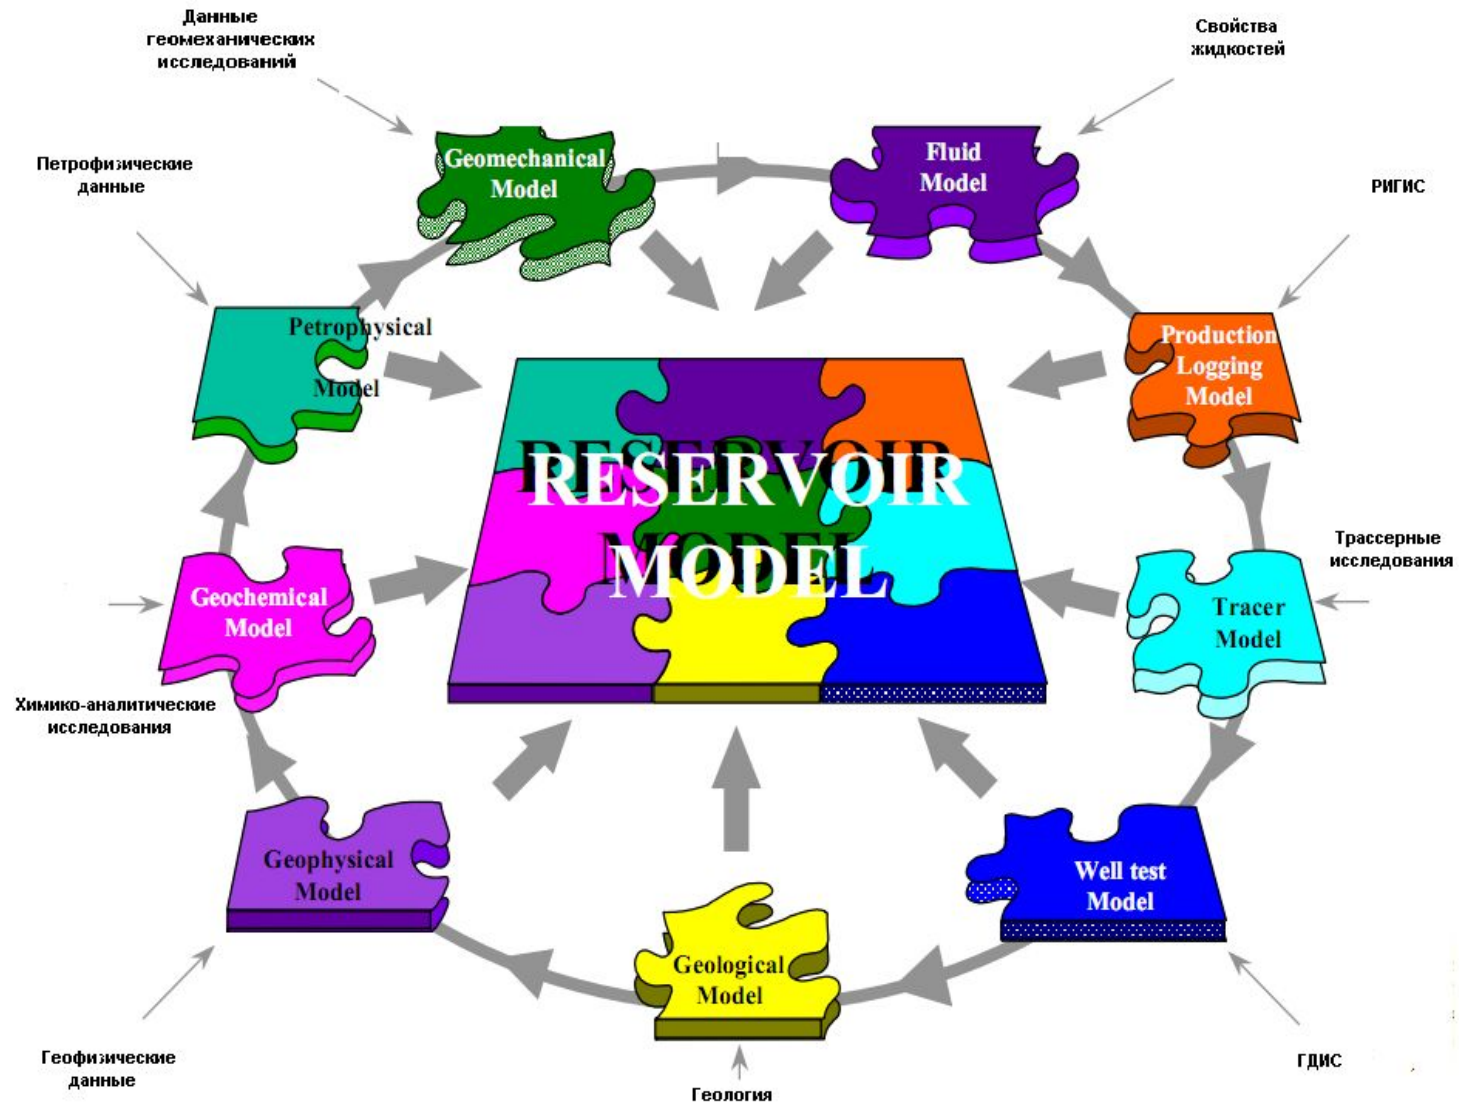 Данные
геомеханических
исследований
Свойства
жидкостей
Петрофизические
данные
РИГИС
Geomechanical
Model
Fluid
Model
Petrophysical
Model
Production
Logging
Model
RESERVOIR
MODEL
Трассерные
исследования
Geochemical
Model
Tracer
Model
Химико-аналитические
исследования
Geophysical
Model
Well test
Model
Geological
Model
Геофизические
данные
ГДИС
Геология